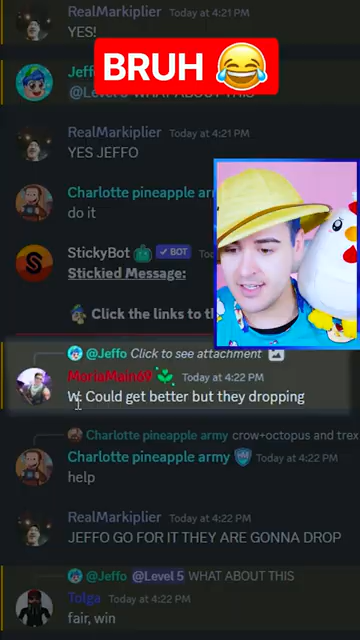 RealMarkiplier Today at 4:21 PM
YES!
BRUH 😂
Jeffo
@Level 5 WHAT ABOUT THIS
RealMarkiplier Today at 4:21 PM
YES JEFFO
Charlotte pineapple arm
do it
StickyBot ✓ BOT
Stickied Message:
Click the links to
@Jeffo Click to see attachment
MoriaMain69 Today at 4:22 PM
W. Could get better but they dropping
Charlotte pineapple army crow+octopus and trex
Charlotte pineapple army HM Today at 4:22 PM
help
RealMarkiplier Today at 4:22 PM
JEFFO GO FOR IT THEY ARE GONNA DROP
@Jeffo @Level 5 WHAT ABOUT THIS
Tolga Today at 4:22 PM
fair, win